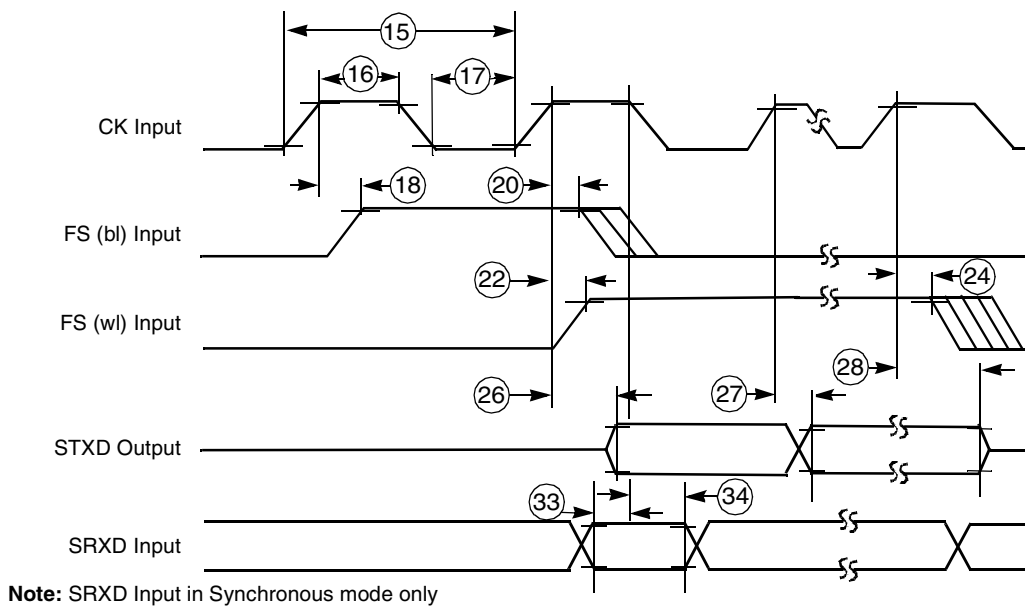 15
16
17
CK Input
18
20
FS (bl) Input
22
24
FS (wl) Input
28
26
27
STXD Output
33
34
SRXD Input
Note: SRXD Input in Synchronous mode only